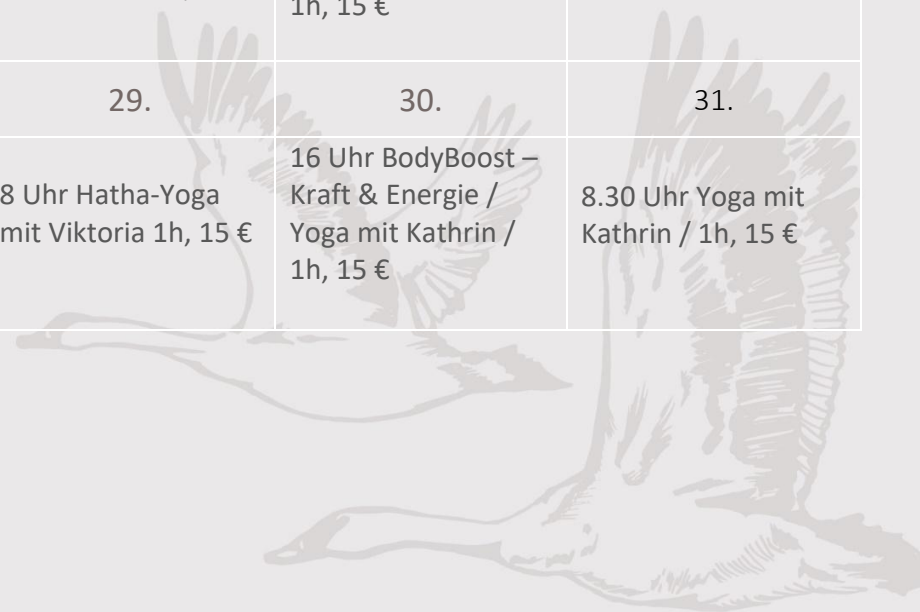 1h, 15 €
29.
30.
31.
8 Uhr Hatha-Yoga
mit Viktoria 1h, 15 €
16 Uhr BodyBoost –
Kraft & Energie /
Yoga mit Kathrin /
1h, 15 €
8.30 Uhr Yoga mit
Kathrin / 1h, 15 €